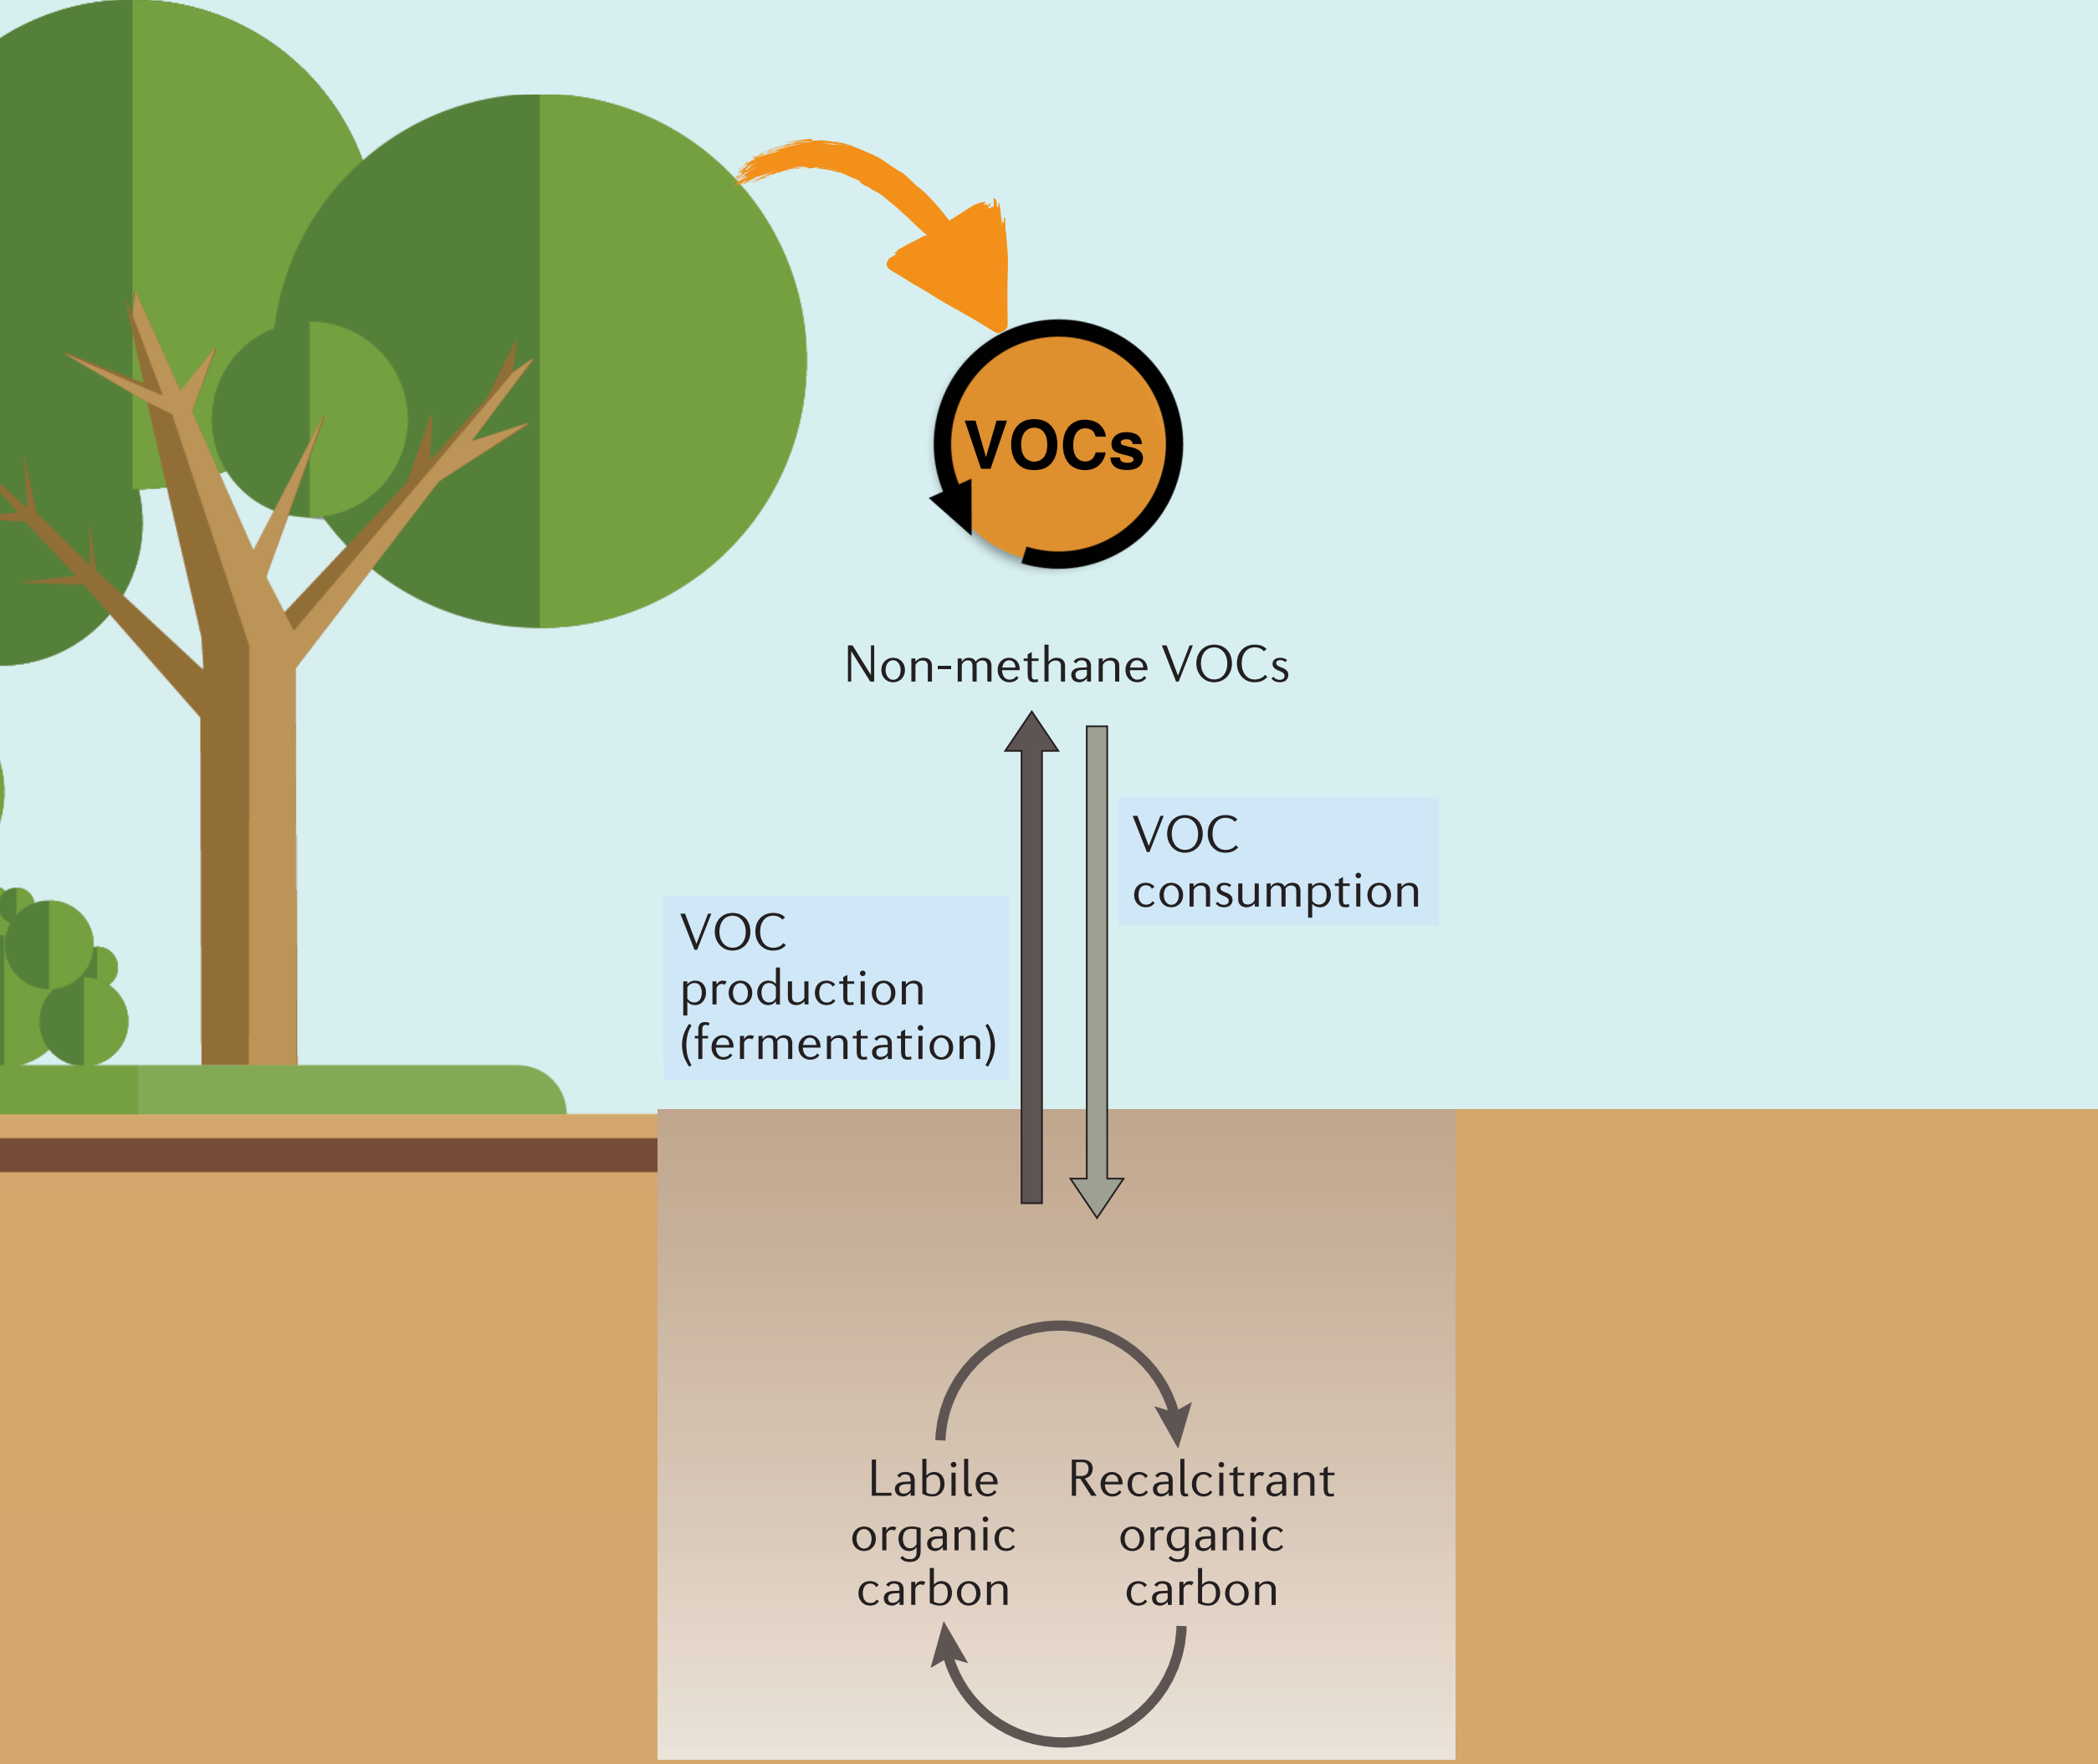 VOCs
Non-methane VOCs
VOC
consumption
VOC
production
(fermentation)
Labile
organic
carbon
Recalcitrant
organic
carbon